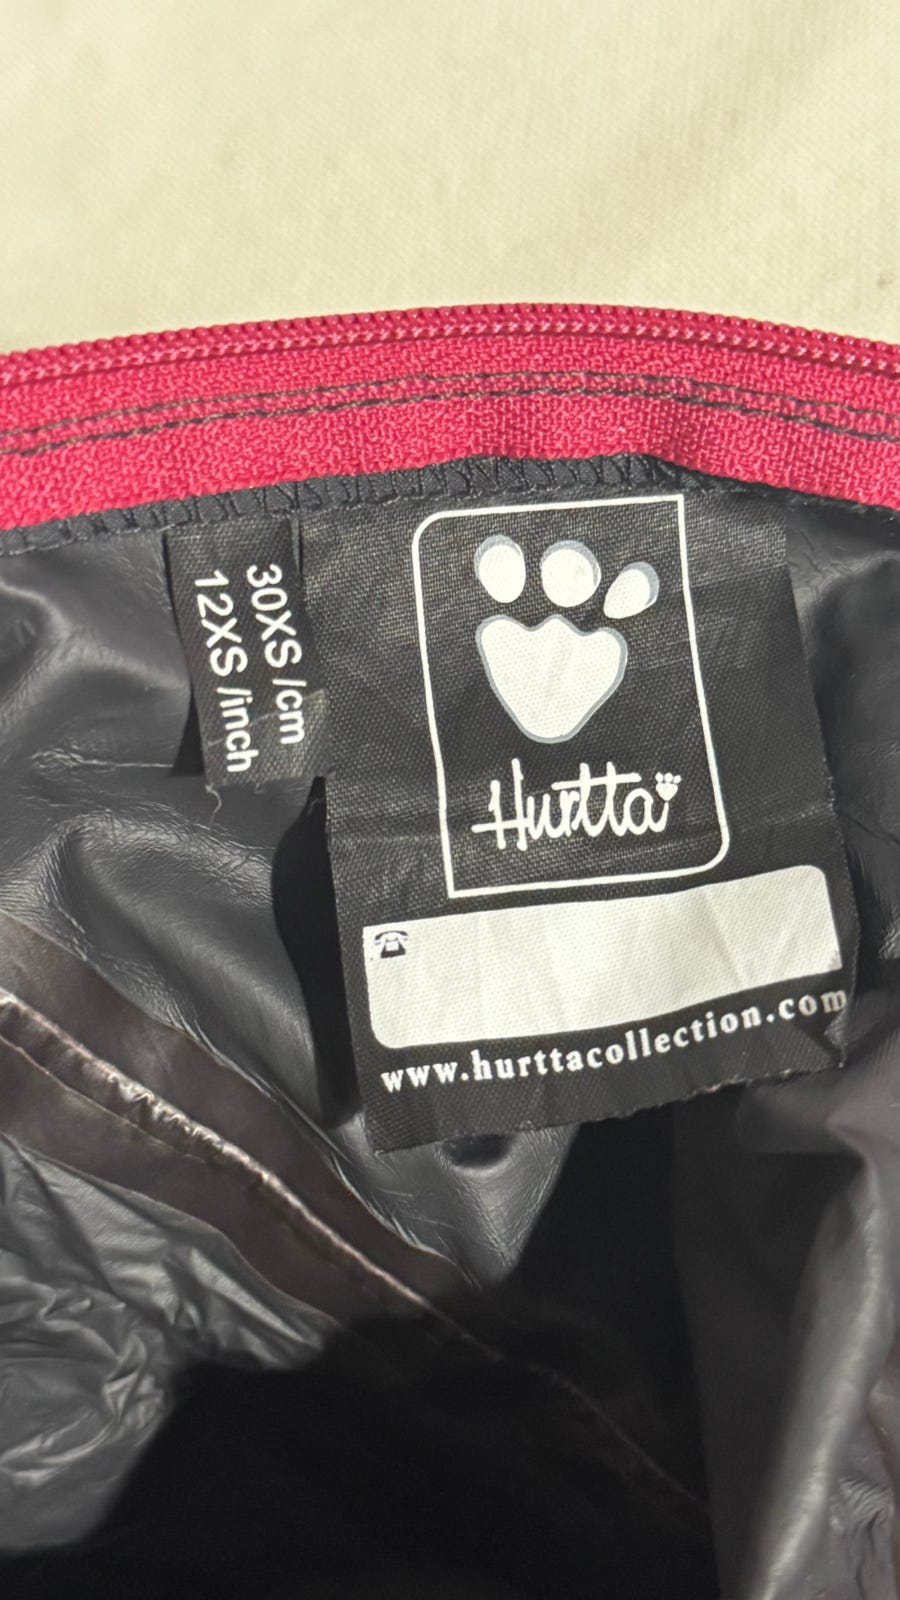 30XS /cm
12XS /inch
Hurtta
www.hurttacollection.com